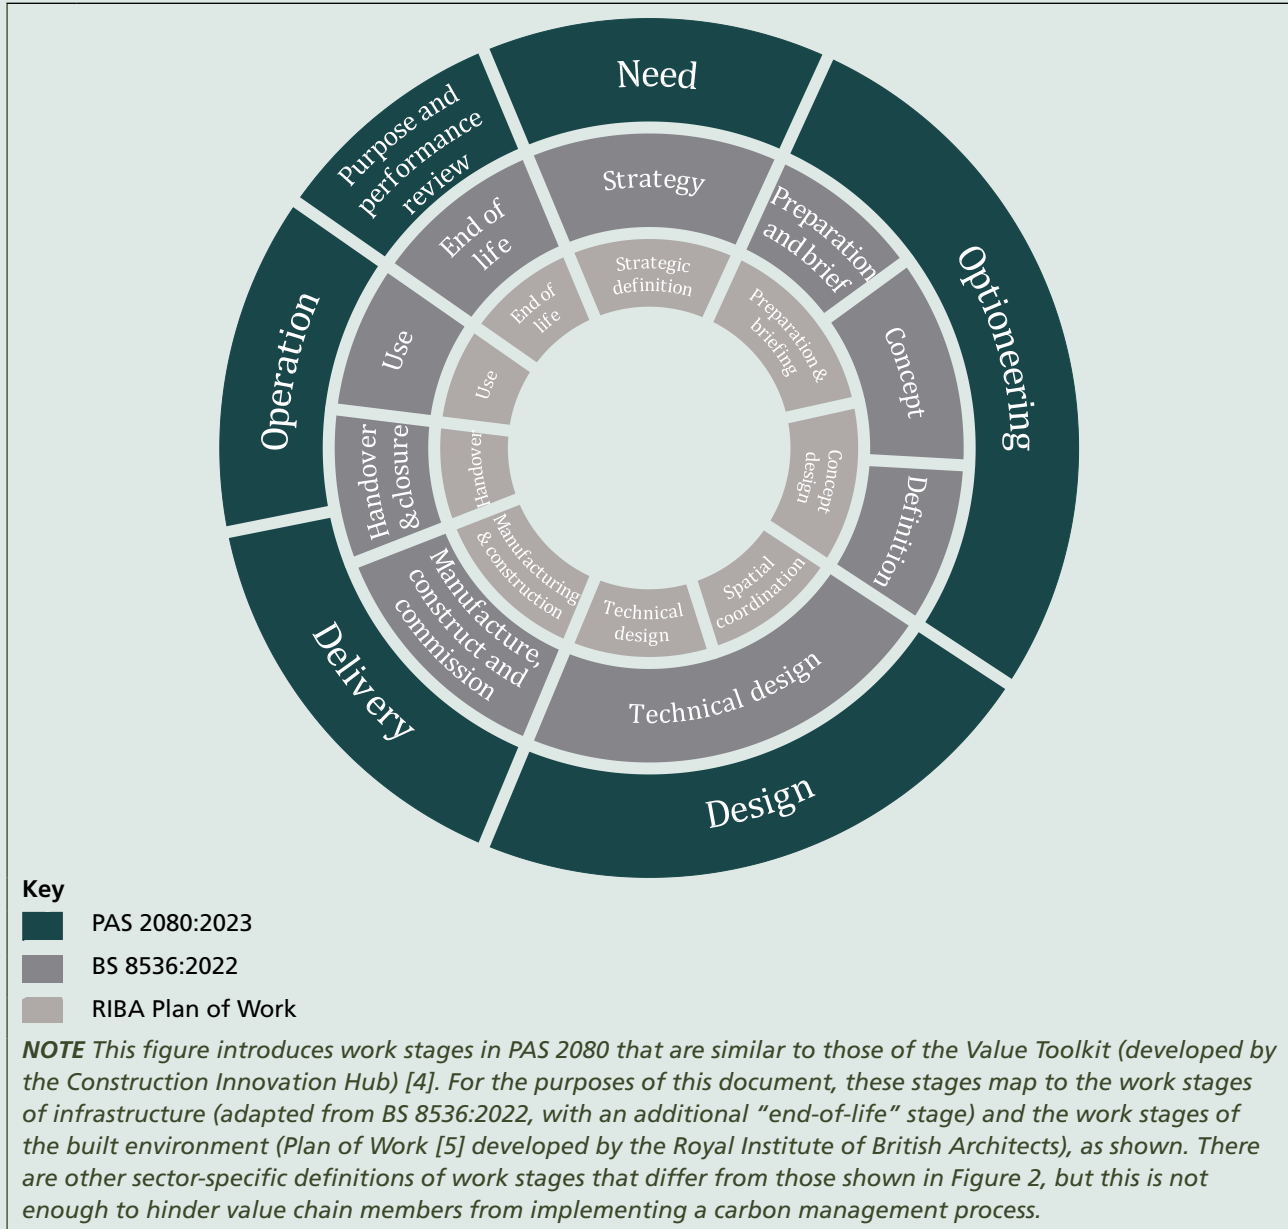 Need
Optioneering
Design
Delivery
Operation
Purpose and
performance
review
Strategy
Preparation
and brief
Concept
Definition
Technical design
Manufacture,
construct and
commission
Handover
& closure
Use
End of
life
Strategic
definition
Preparation &
briefing
Concept
design
Spatial
coordination
Technical
design
Manufacturing
& construction
Handover
Use
End of
life
Key
PAS 2080:2023
BS 8536:2022
RIBA Plan of Work
NOTE This figure introduces work stages in PAS 2080 that are similar to those of the Value Toolkit (developed by
the Construction Innovation Hub) [4]. For the purposes of this document, these stages map to the work stages
of infrastructure (adapted from BS 8536:2022, with an additional “end-of-life” stage) and the work stages of
the built environment (Plan of Work [5] developed by the Royal Institute of British Architects), as shown. There
are other sector-specific definitions of work stages that differ from those shown in Figure 2, but this is not
enough to hinder value chain members from implementing a carbon management process.